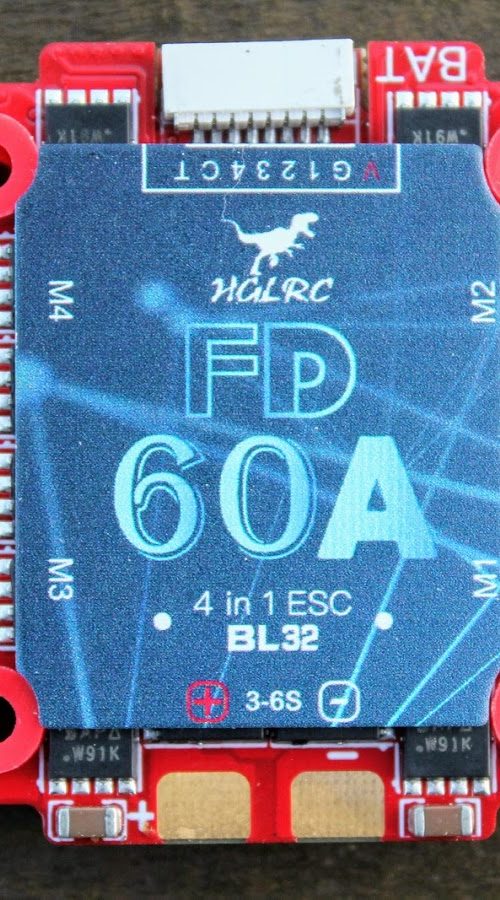 BAT
W91K
W91K
VG1234CT
HGLRC
M4
M2
FD
60A
M3
M1
4 in 1 ESC
BL32
+ 3-6S -
W91K
W91K
+ -